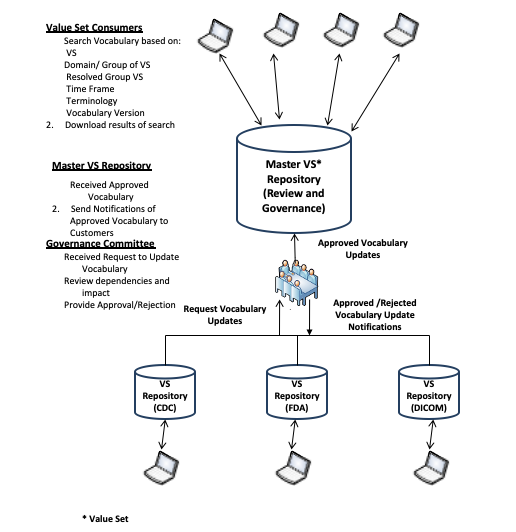 Value Set Consumers
Search Vocabulary based on:
VS
Domain/ Group of VS
Resolved Group VS
Time Frame
Terminology
Vocabulary Version
2. Download results of search
Master VS Repository
Received Approved
Vocabulary
2. Send Notifications of
Approved Vocabulary to
Customers
Governance Committee
Received Request to Update
Vocabulary
Review dependencies and
impact
Provide Approval/Rejection
Master VS*
Repository
(Review and
Governance)
Approved Vocabulary
Updates
Request Vocabulary
Updates
Approved /Rejected
Vocabulary Update
Notifications
VS
Repository
(CDC)
VS
Repository
(FDA)
VS
Repository
(DICOM)
* Value Set